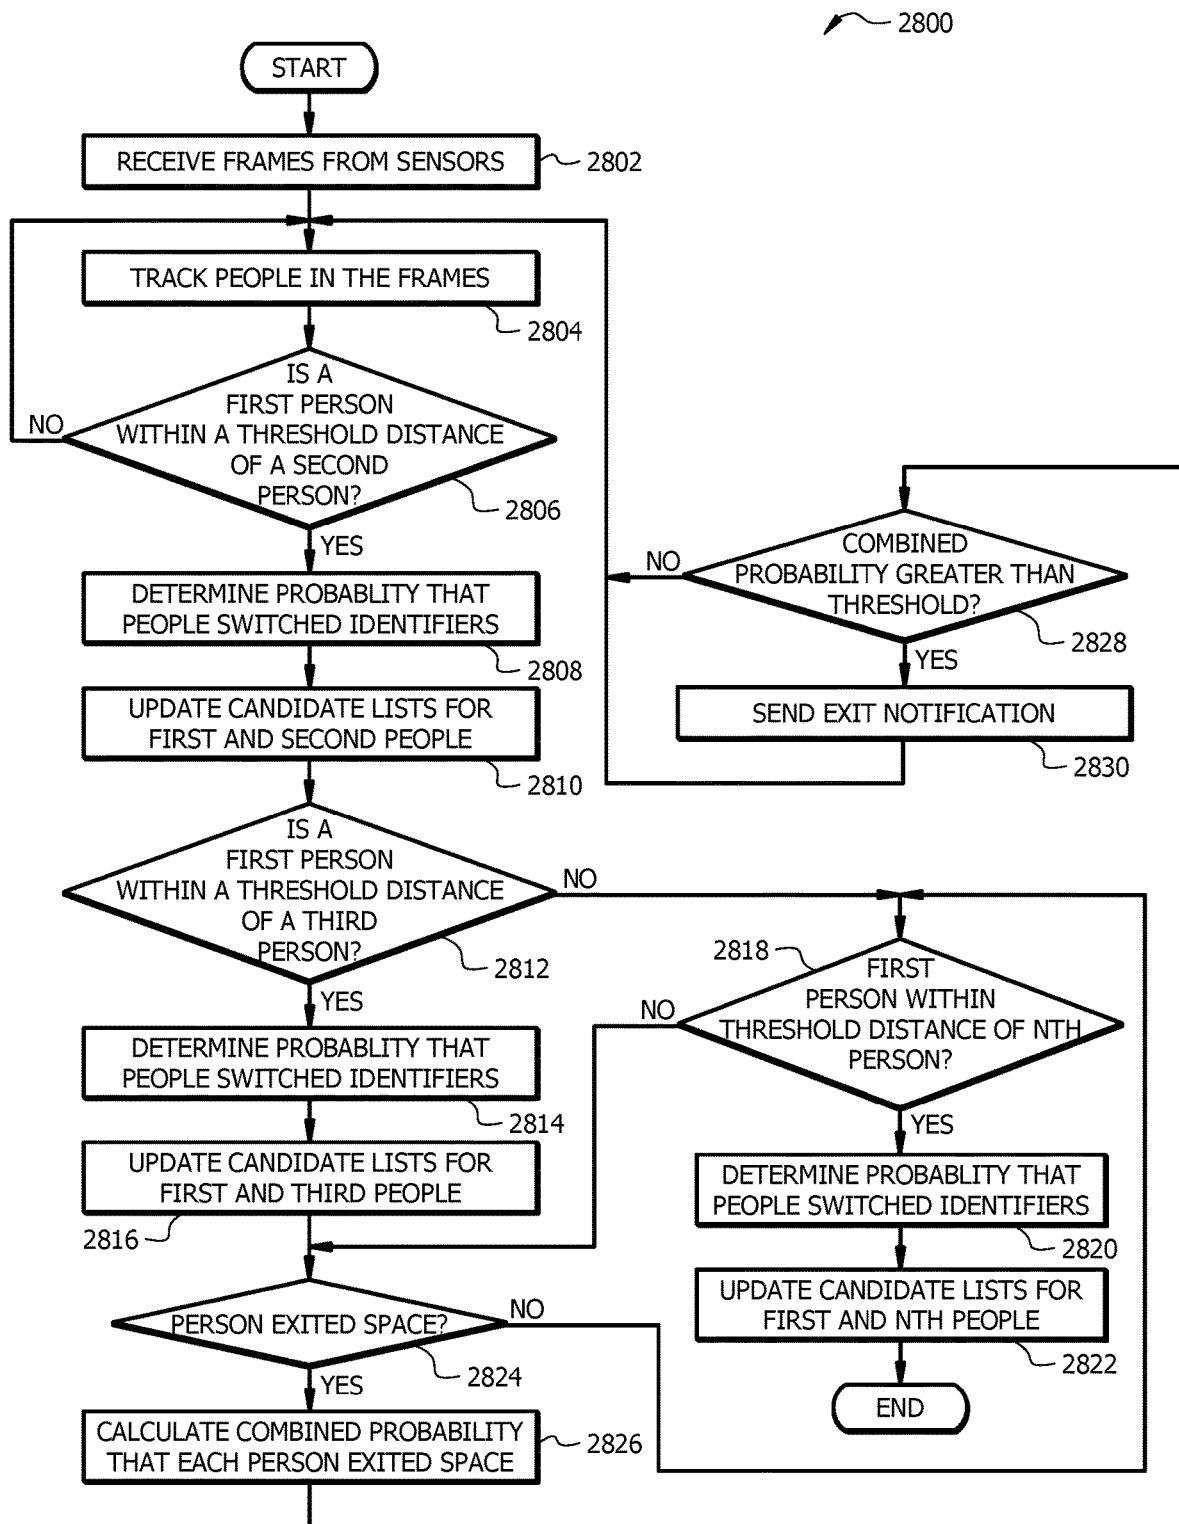 2800
START
RECEIVE FRAMES FROM SENSORS
2802
TRACK PEOPLE IN THE FRAMES
2804
IS A
FIRST PERSON
WITHIN A THRESHOLD DISTANCE
OF A SECOND
PERSON?
NO
2806
YES
DETERMINE PROBABLITY THAT
PEOPLE SWITCHED IDENTIFIERS
2808
UPDATE CANDIDATE LISTS FOR
FIRST AND SECOND PEOPLE
2810
IS A
FIRST PERSON
WITHIN A THRESHOLD DISTANCE
OF A THIRD
PERSON?
NO
2812
YES
DETERMINE PROBABLITY THAT
PEOPLE SWITCHED IDENTIFIERS
2814
UPDATE CANDIDATE LISTS FOR
FIRST AND THIRD PEOPLE
2816
PERSON EXITED SPACE?
NO
2824
YES
CALCULATE COMBINED PROBABILITY
THAT EACH PERSON EXITED SPACE
2826
COMBINED
PROBABILITY GREATER THAN
THRESHOLD?
NO
2828
YES
SEND EXIT NOTIFICATION
2830
2818
FIRST
PERSON WITHIN
THRESHOLD DISTANCE OF NTH
PERSON?
NO
YES
DETERMINE PROBABLITY THAT
PEOPLE SWITCHED IDENTIFIERS
2820
UPDATE CANDIDATE LISTS FOR
FIRST AND NTH PEOPLE
2822
END